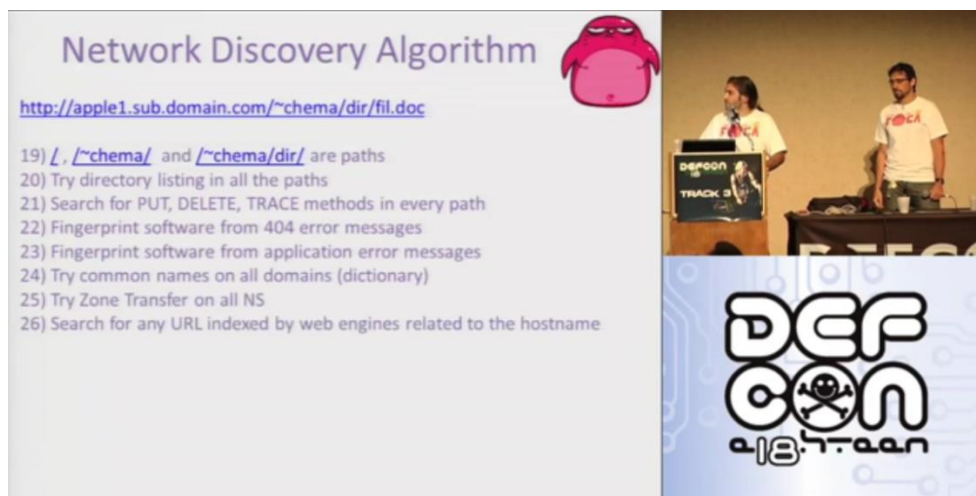 Network Discovery Algorithm
http://apple1.sub.domain.com/~chema/dir/fil.doc
19) / , /~chema/ and /~chema/dir/ are paths
20) Try directory listing in all the paths
21) Search for PUT, DELETE, TRACE methods in every path
22) Fingerprint software from 404 error messages
23) Fingerprint software from application error messages
24) Try common names on all domains (dictionary)
25) Try Zone Transfer on all NS
26) Search for any URL indexed by web engines related to the hostname
FOCA
DEFCON
18
TRACK 3
DEFCON
DEF
CON
e18hteen